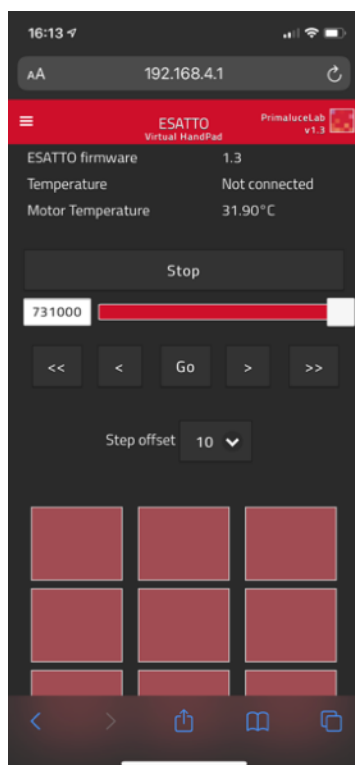 16:13
AA 192.168.4.1
ESATTO
Virtual HandPad
PrimaluceLab
v1.3
ESATTO firmware 1.3
Temperature Not connected
Motor Temperature 31.90°C
Stop
731000
<< < Go > >>
Step offset 10